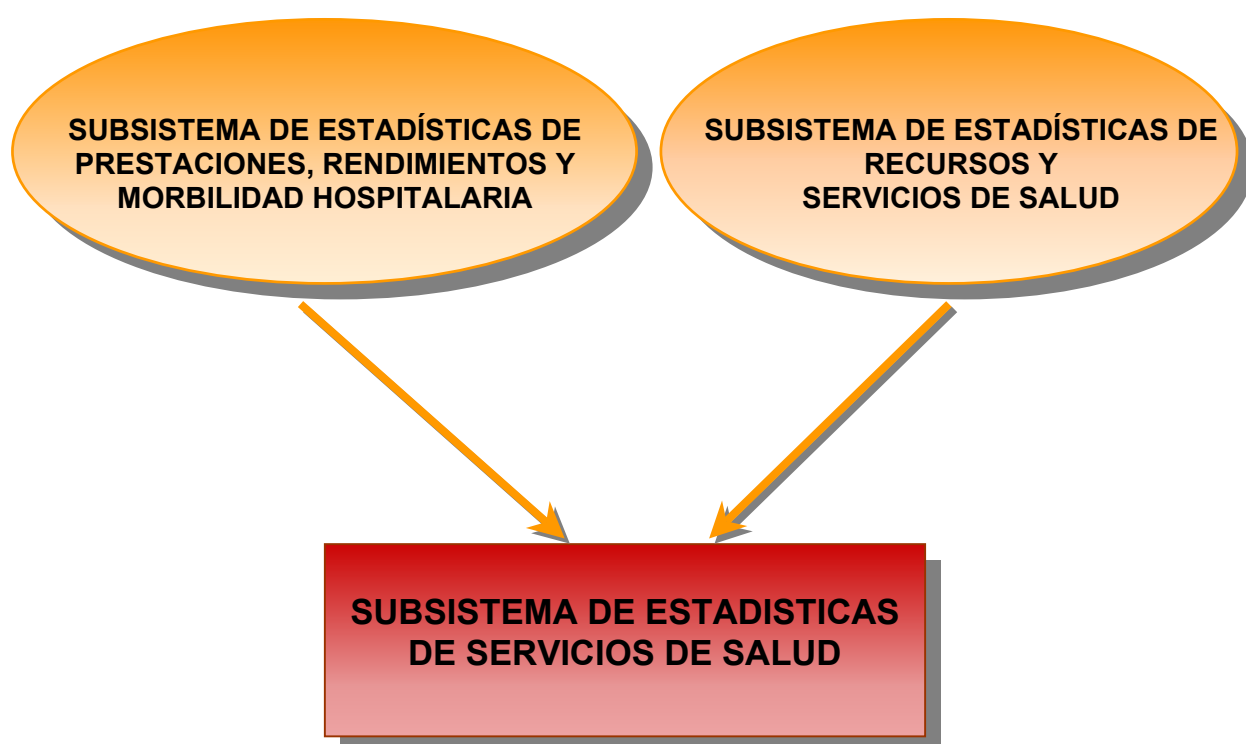 SUBSISTEMA DE ESTADÍSTICAS DE
PRESTACIONES, RENDIMIENTOS Y
MORBILIDAD HOSPITALARIA
SUBSISTEMA DE ESTADÍSTICAS DE
RECURSOS Y
SERVICIOS DE SALUD
SUBSISTEMA DE ESTADISTICAS
DE SERVICIOS DE SALUD